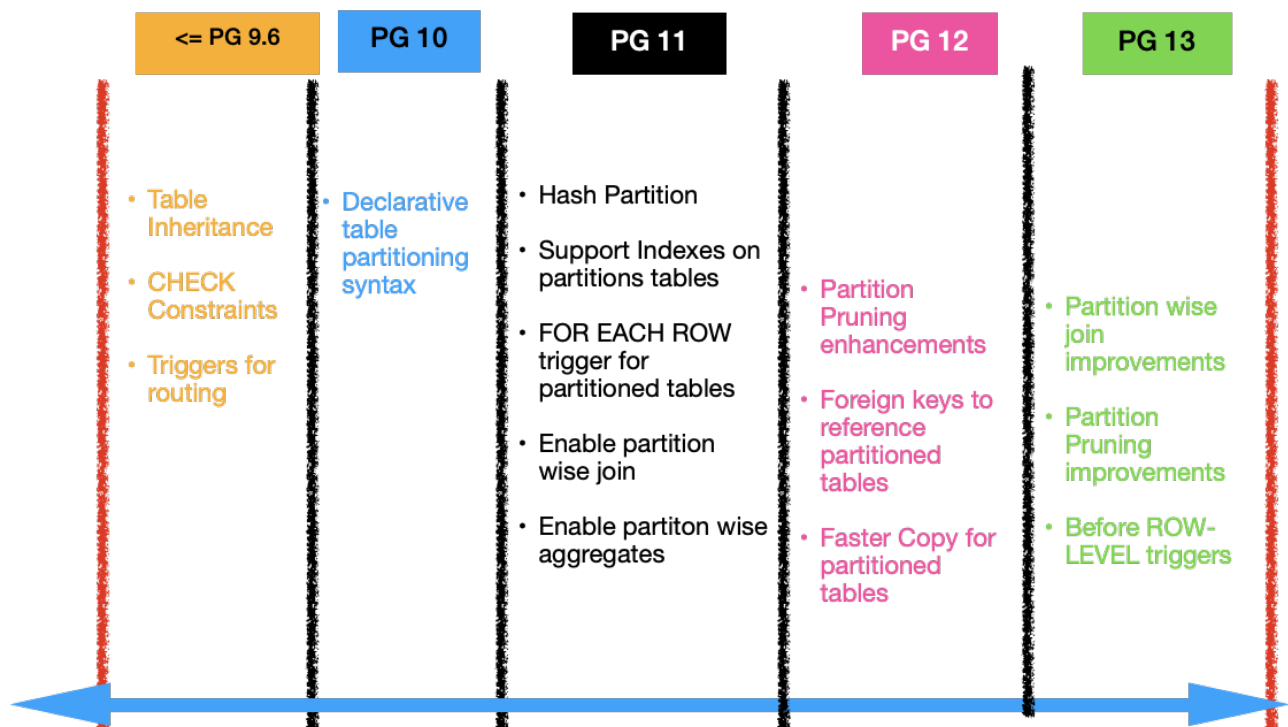 <= PG 9.6
PG 10
PG 11
PG 12
PG 13
• Table
Inheritance
• CHECK
Constraints
• Triggers for
routing
• Declarative
table
partitioning
syntax
• Hash Partition
• Support Indexes on
partitions tables
• FOR EACH ROW
trigger for
partitioned tables
• Enable partition
wise join
• Enable partiton wise
aggregates
• Partition
Pruning
enhancements
• Foreign keys to
reference
partitioned
tables
• Faster Copy for
partitioned
tables
• Partition wise
join
improvements
• Partition
Pruning
improvements
• Before ROW-
LEVEL triggers